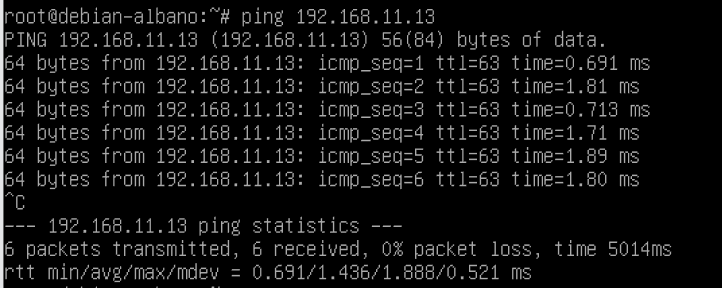 root@debian-albano:~# ping 192.168.11.13
PING 192.168.11.13 (192.168.11.13) 56(84) bytes of data.
64 bytes from 192.168.11.13: icmp_seq=1 ttl=63 time=0.691 ms
64 bytes from 192.168.11.13: icmp_seq=2 ttl=63 time=1.81 ms
64 bytes from 192.168.11.13: icmp_seq=3 ttl=63 time=0.713 ms
64 bytes from 192.168.11.13: icmp_seq=4 ttl=63 time=1.71 ms
64 bytes from 192.168.11.13: icmp_seq=5 ttl=63 time=1.89 ms
64 bytes from 192.168.11.13: icmp_seq=6 ttl=63 time=1.80 ms
^C
--- 192.168.11.13 ping statistics ---
6 packets transmitted, 6 received, 0% packet loss, time 5014ms
rtt min/avg/max/mdev = 0.691/1.436/1.888/0.521 ms